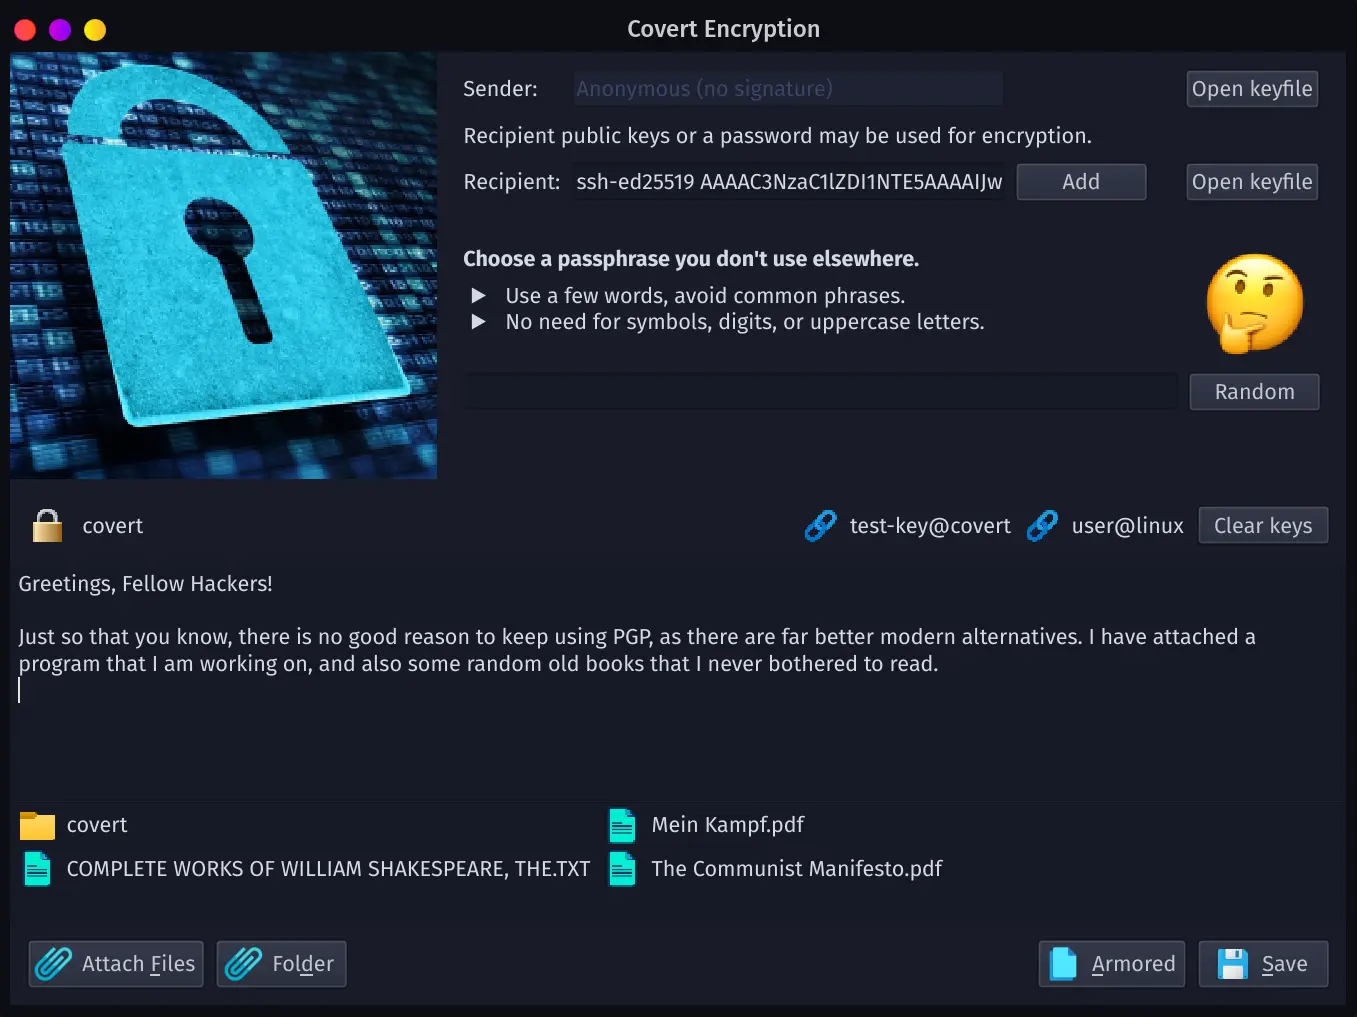 Covert Encryption
Sender:
Anonymous (no signature)
Open keyfile
Recipient public keys or a password may be used for encryption.
Recipient:
ssh-ed25519 AAAAC3NzaC1lZDI1NTE5AAAAIJw
Add
Open keyfile
Choose a passphrase you don't use elsewhere.
Use a few words, avoid common phrases.
No need for symbols, digits, or uppercase letters.
Random
covert
test-key@covert
user@linux
Clear keys
Greetings, Fellow Hackers!
Just so that you know, there is no good reason to keep using PGP, as there are far better modern alternatives. I have attached a
program that I am working on, and also some random old books that I never bothered to read.
covert
Mein Kampf.pdf
COMPLETE WORKS OF WILLIAM SHAKESPEARE, THE.TXT
The Communist Manifesto.pdf
Attach Files
Folder
Armored
Save